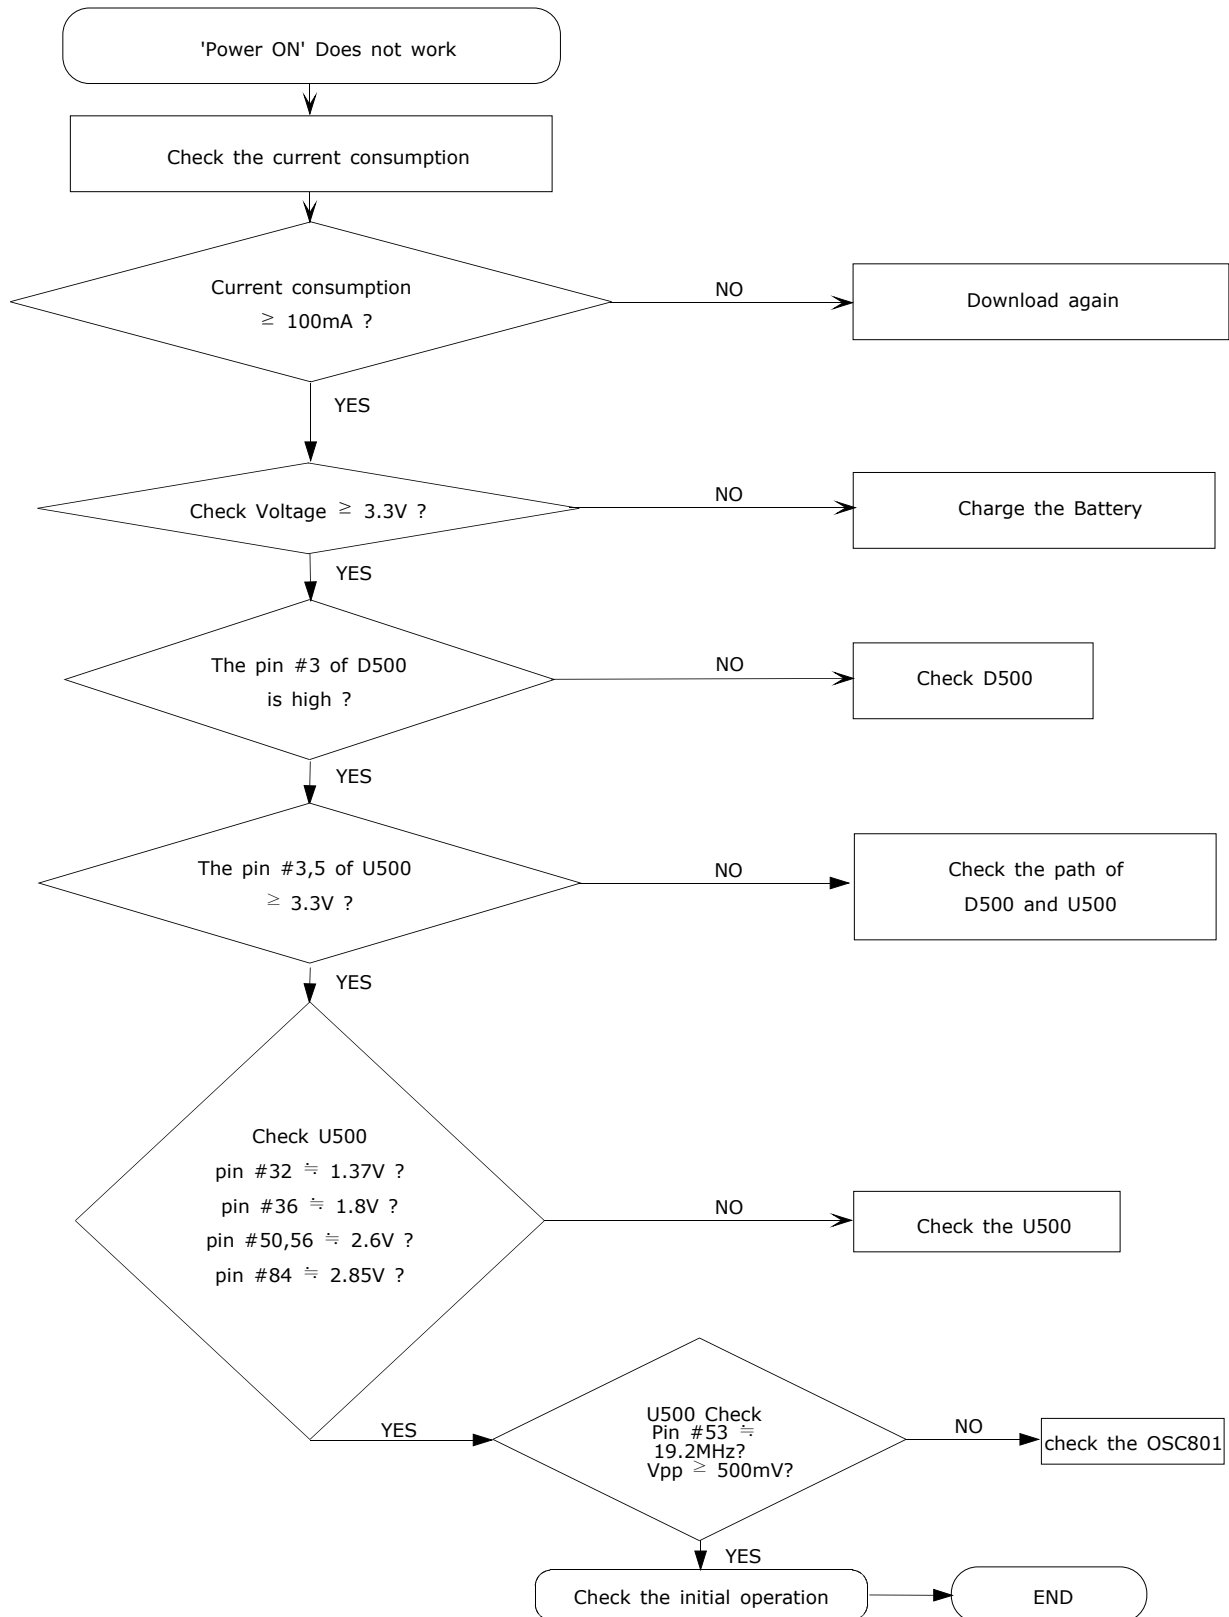 'Power ON' Does not work
Check the current consumption
Current consumption
≥ 100mA ?
NO
Download again
YES
Check Voltage ≥ 3.3V ?
NO
Charge the Battery
YES
The pin #3 of D500
is high ?
NO
Check D500
YES
The pin #3,5 of U500
≥ 3.3V ?
NO
Check the path of
D500 and U500
YES
Check U500
pin #32 ≒ 1.37V ?
pin #36 ≒ 1.8V ?
pin #50,56 ≒ 2.6V ?
pin #84 ≒ 2.85V ?
NO
Check the U500
YES
U500 Check
Pin #53 ≒
19.2MHz?
Vpp ≥ 500mV?
NO
check the OSC801
YES
Check the initial operation
END